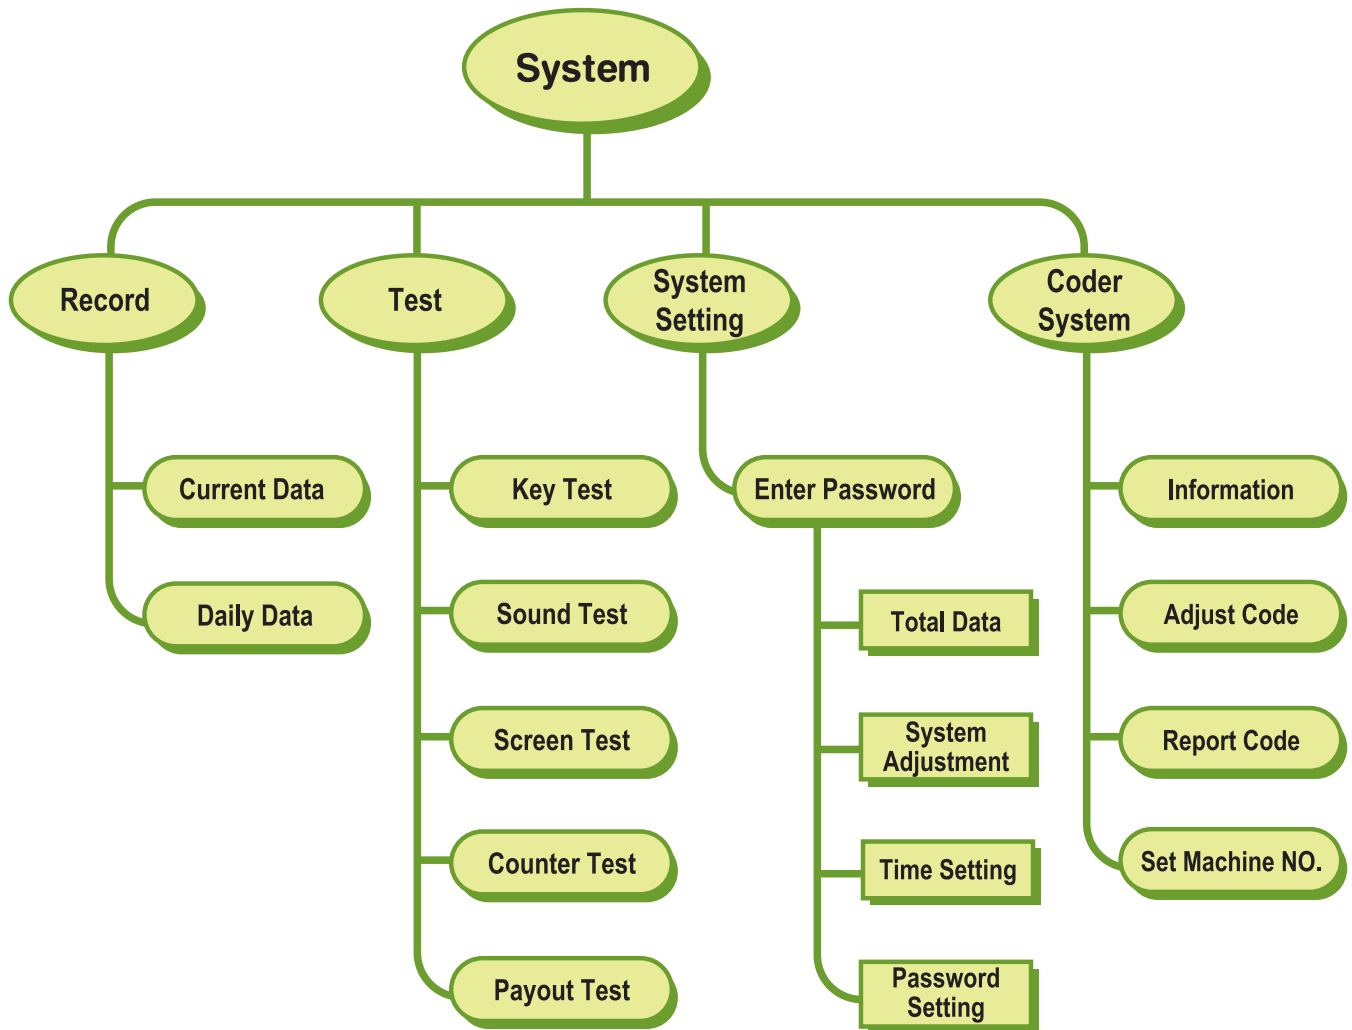 System
Record
Test
System
Setting
Coder
System
Current Data
Key Test
Enter Password
Information
Daily Data
Sound Test
Total Data
Adjust Code
Screen Test
System
Adjustment
Report Code
Counter Test
Time Setting
Set Machine NO.
Payout Test
Password
Setting